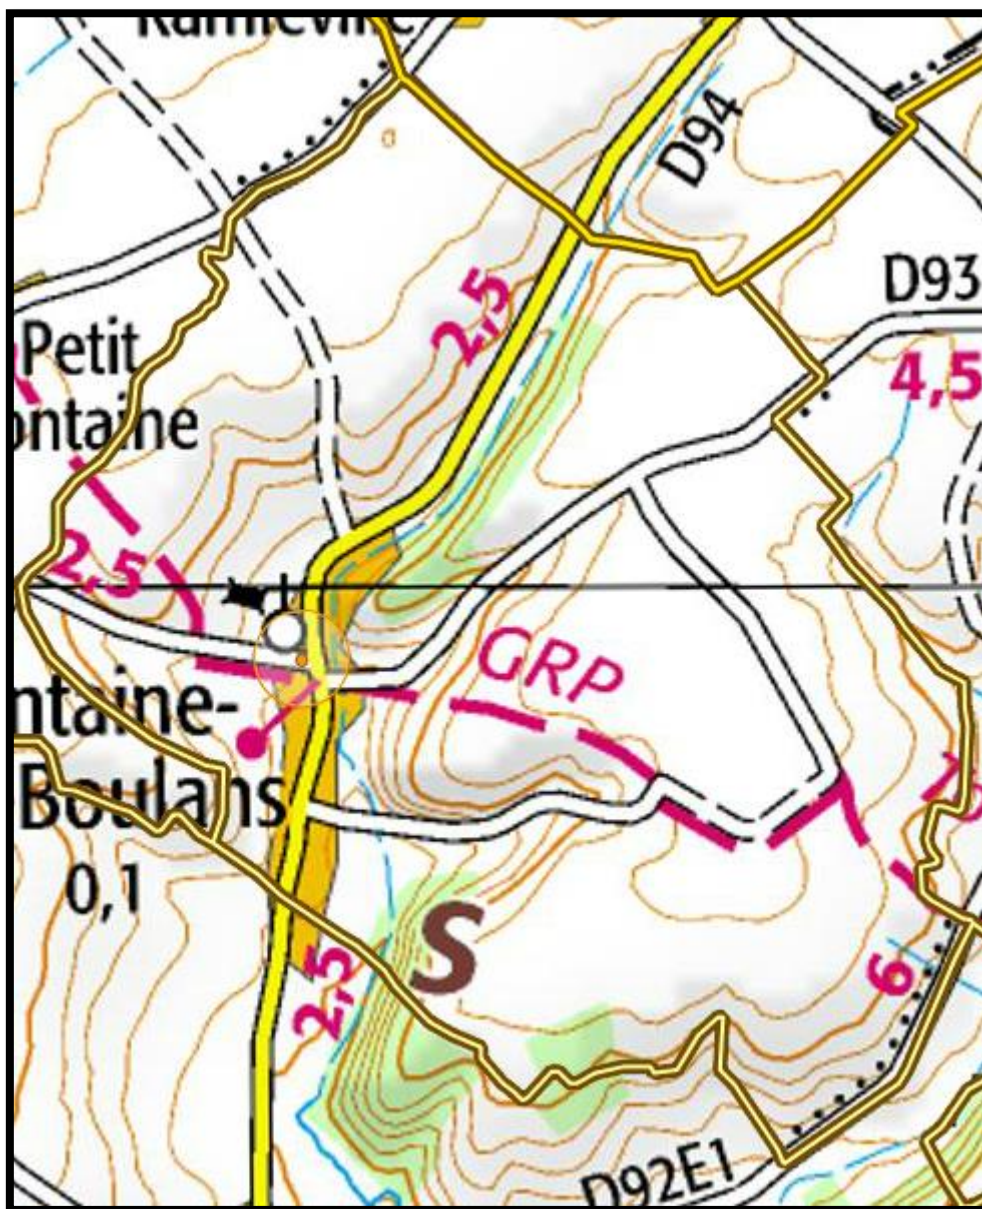 Ramieville
D94
D93
2,5
4,5
Petit
ontaine
2,5
GRP
ntaine-
-Boulans
0,1
S
2,5
6
D92E1